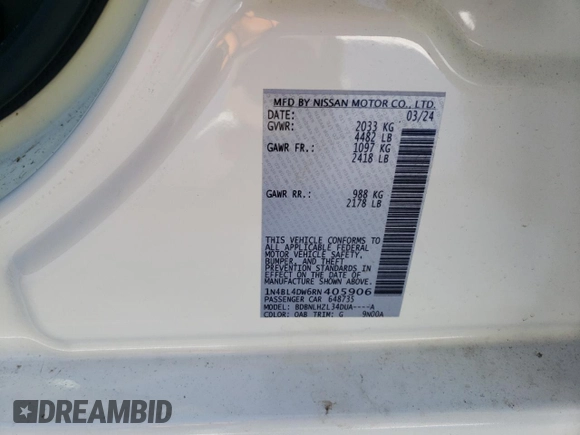 MFD BY NISSAN MOTOR CO., LTD.
DATE: 03/24
GVWR: 2033 KG
4482 LB
GAWR FR.: 1097 KG
2418 LB
GAWR RR.: 988 KG
2178 LB
THIS VEHICLE CONFORMS TO
ALL APPLICABLE FEDERAL
MOTOR VEHICLE SAFETY,
BUMPER, AND THEFT
PREVENTION STANDARDS IN
EFFECT ON THE DATE OF
MANUFACTURE SHOWN ABOVE.
1N4BL4DW6RN405906
PASSENGER CAR 648735
MODEL: BDBNLHZL34DUA----A
COLOR: QAB TRIM: G 9N00A
DREAMBID